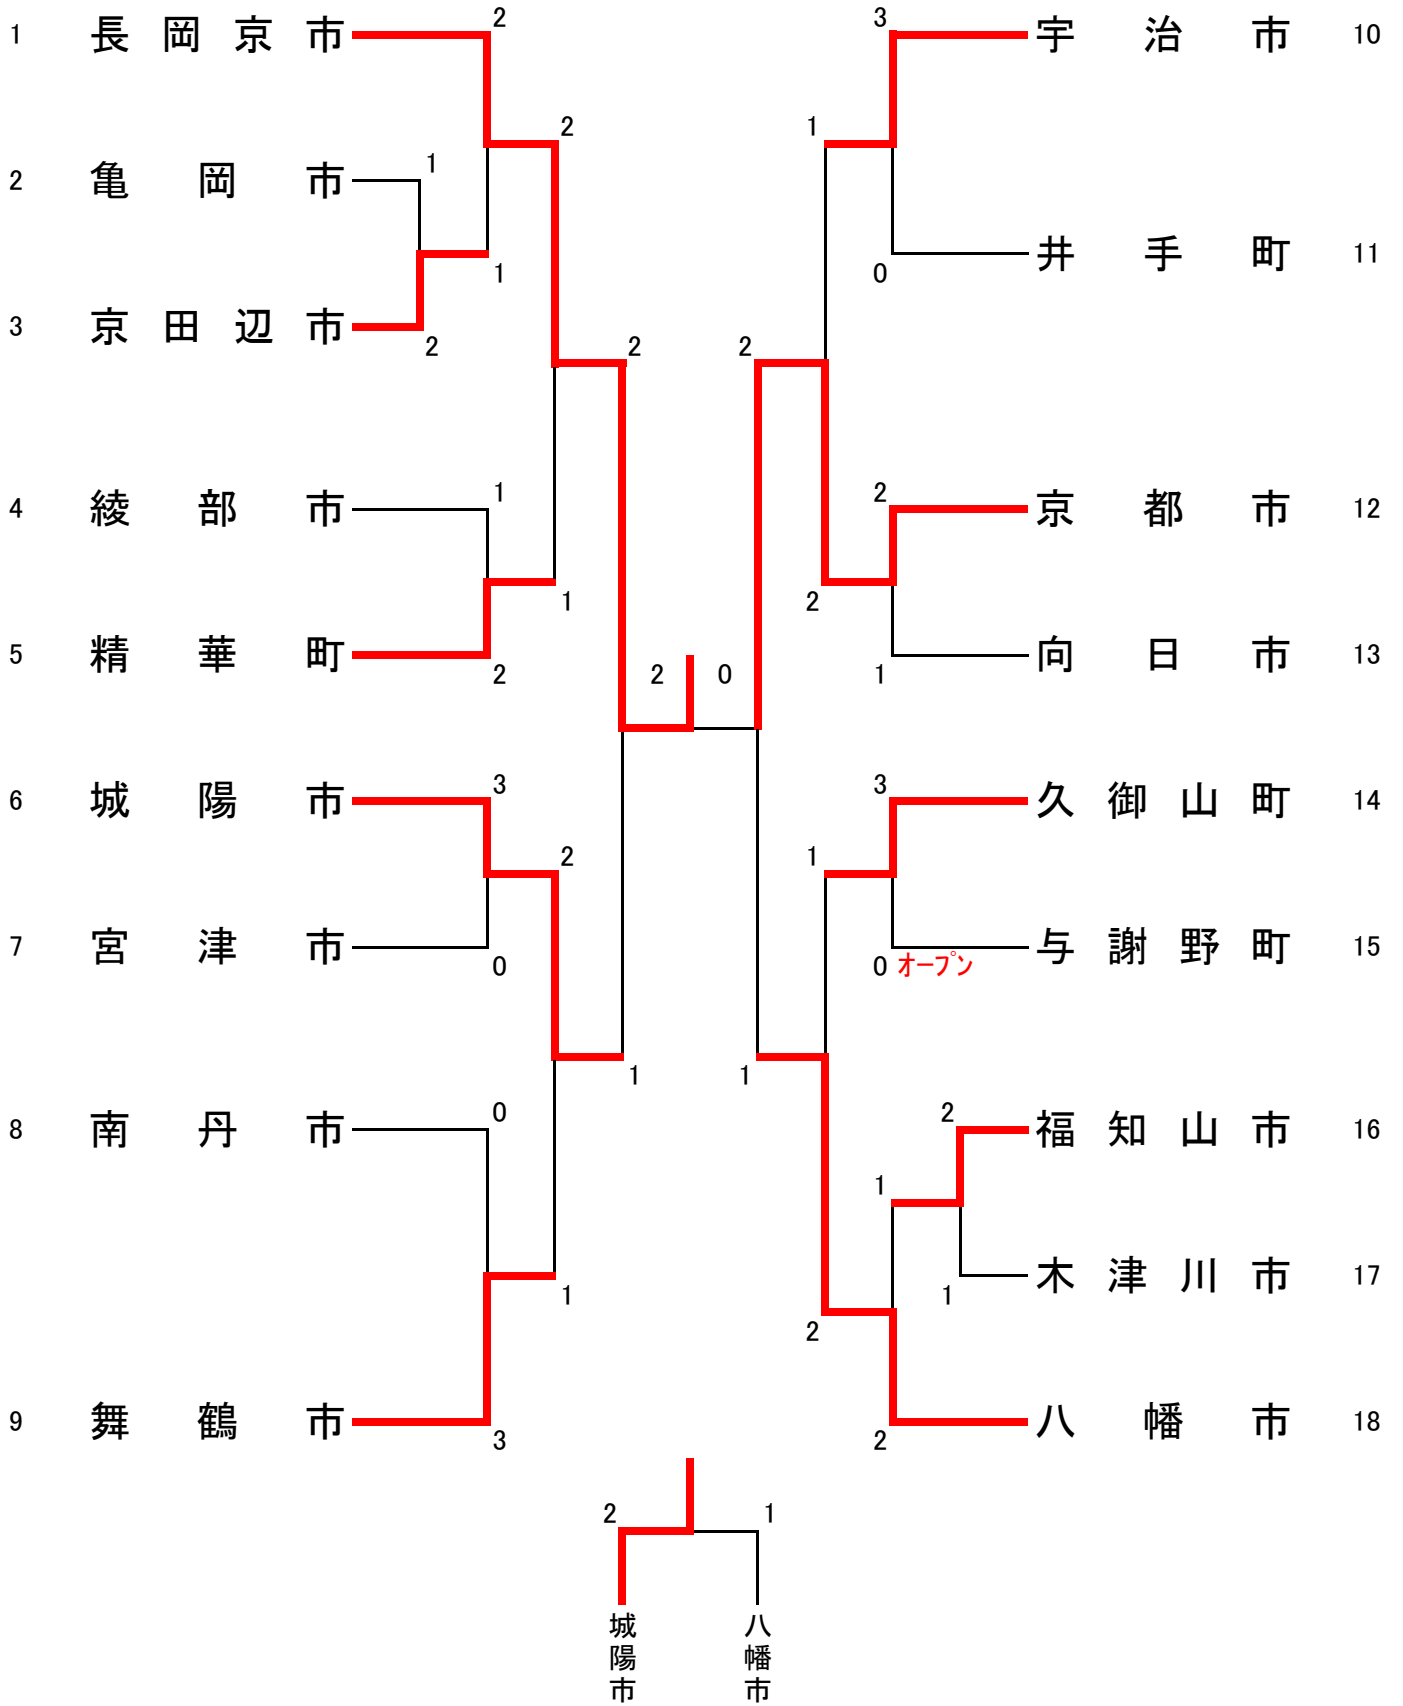 1 長岡京市 2 3 宇治市 10
2 1
2 亀岡市 1
1 0 井手町 11
3 京田辺市 2
2 2
4 綾部市 1 2 京都市 12
1 2
5 精華町 2 2 0 1 向日市 13
6 城陽市 3 3 久御山町 14
2 1
7 宮津市 0 0 オープン 与謝野町 15
1 1
8 南丹市 0 2 福知山市 16
1
1 1 木津川市 17
2
9 舞鶴市 3 2 八幡市 18
2 1
城陽市 八幡市